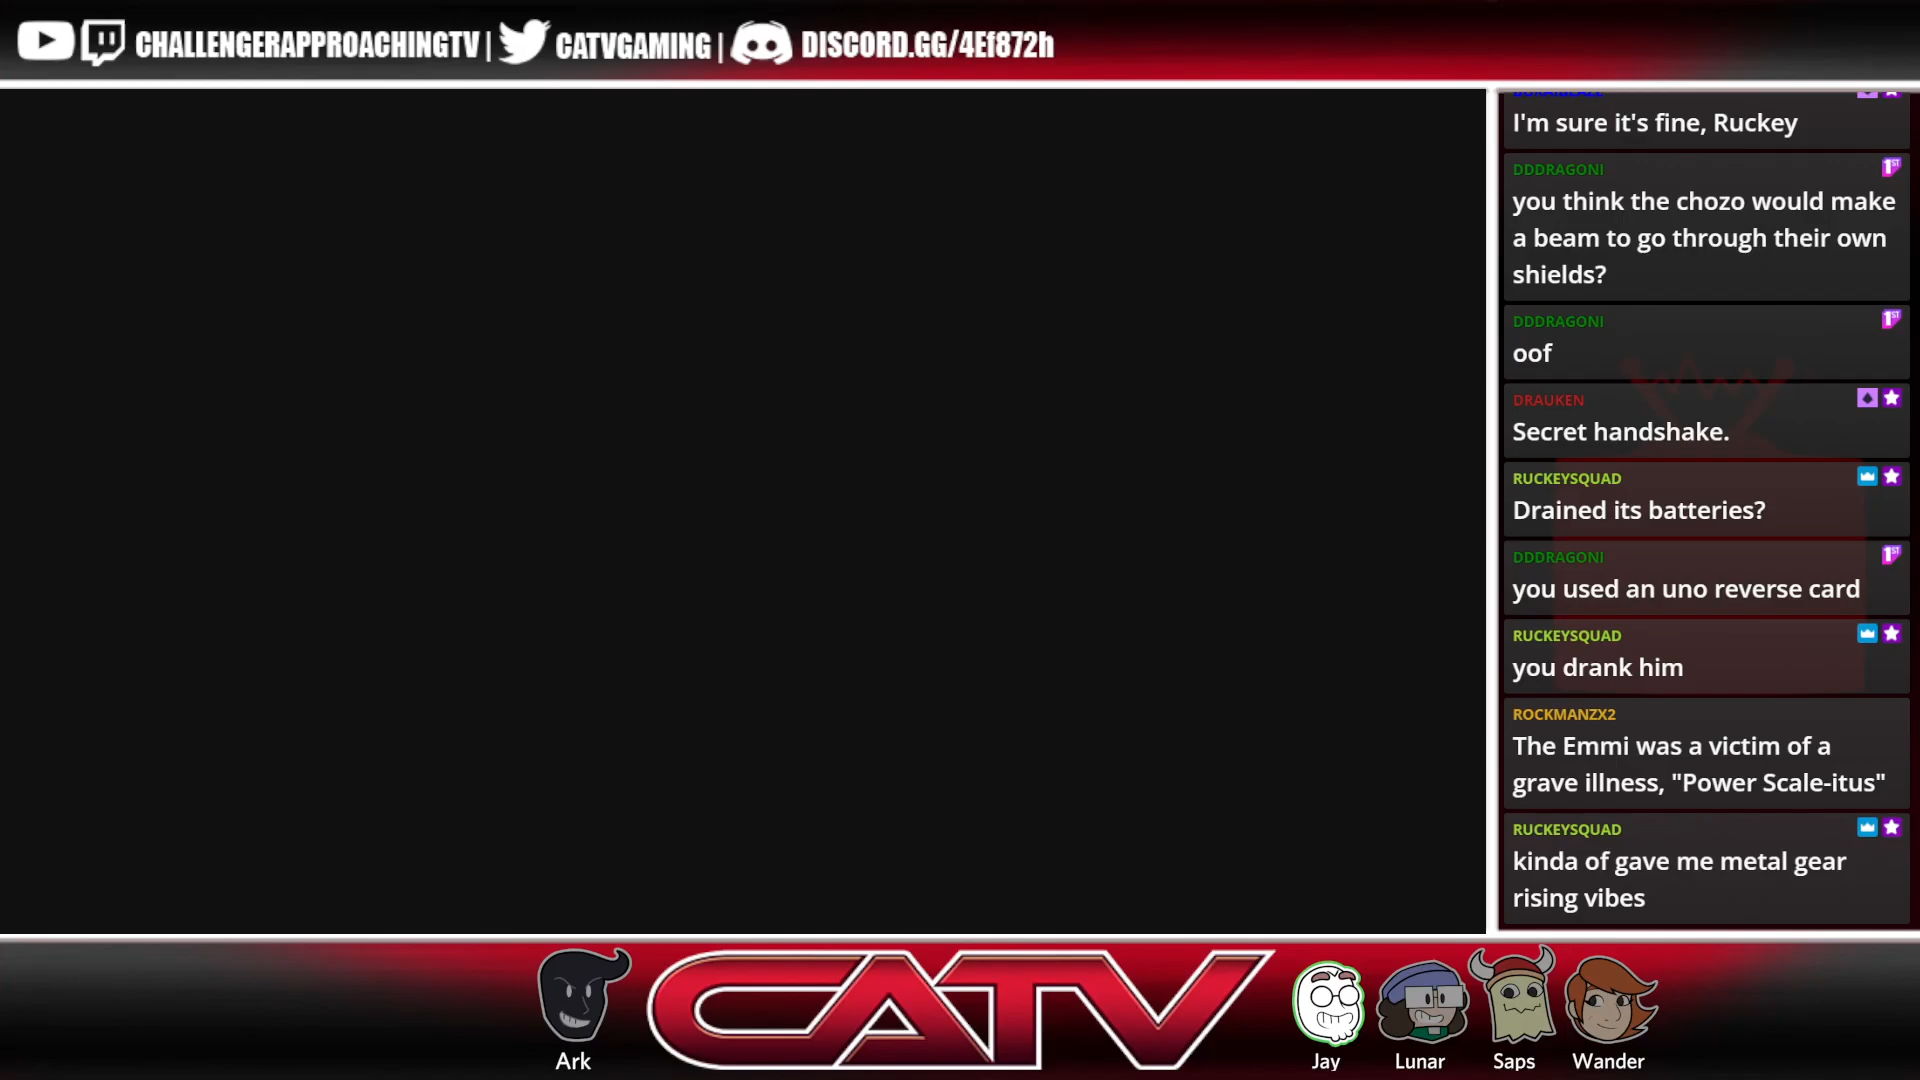 CHALLENGERAPPROACHINGTV | CATVGAMING | DISCORD.GG/4Ef872h
I'm sure it's fine, Ruckey
DDDRAGONI
you think the chozo would make
a beam to go through their own
shields?
DDDRAGONI
oof
DRAUKEN
Secret handshake.
RUCKEYSQUAD
Drained its batteries?
DDDRAGONI
you used an uno reverse card
RUCKEYSQUAD
you drank him
ROCKMANZX2
The Emmi was a victim of a
grave illness, "Power Scale-itus"
RUCKEYSQUAD
kinda of gave me metal gear
rising vibes
CATV
Ark
Jay
Lunar
Saps
Wander